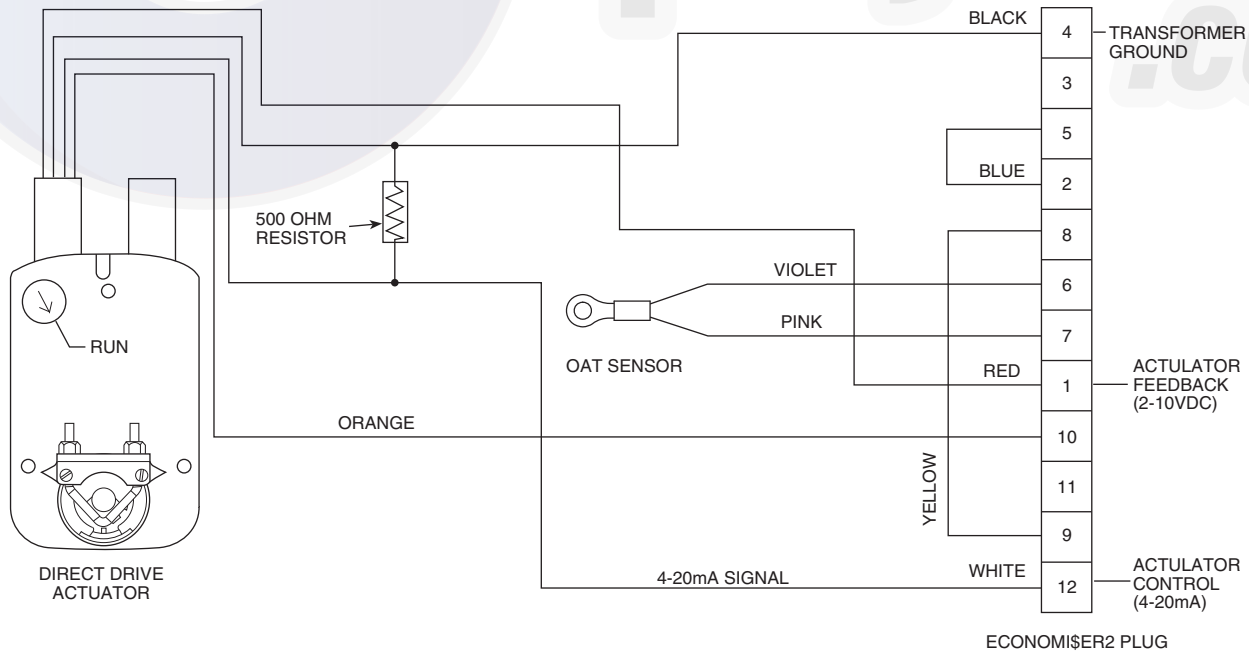 BLACK
4
TRANSFORMER
GROUND
3
5
BLUE
2
8
500 OHM
RESISTOR
VIOLET
6
RUN
PINK
7
OAT SENSOR
RED
1
ACTULATOR
FEEDBACK
(2-10VDC)
ORANGE
10
YELLOW
11
9
DIRECT DRIVE
ACTUATOR
4-20mA SIGNAL
WHITE
12
ACTULATOR
CONTROL
(4-20mA)
ECONOMI$ER2 PLUG